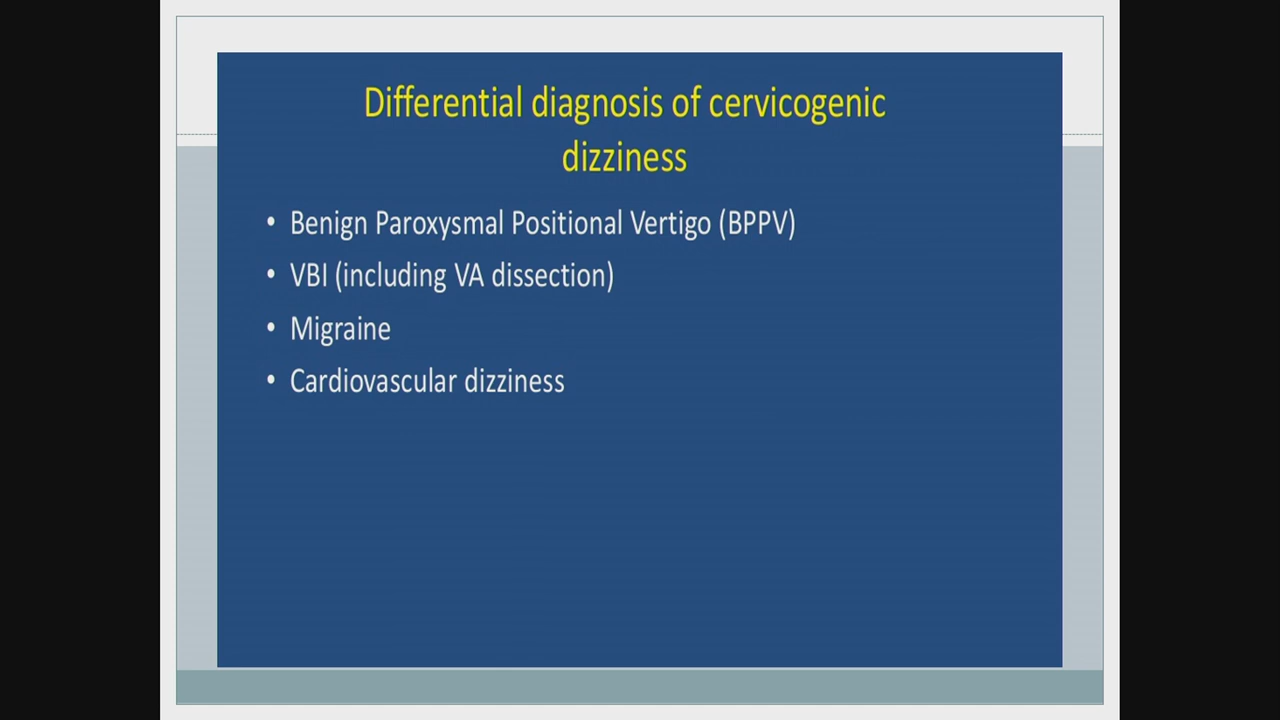 Differential diagnosis of cervicogenic
dizziness
• Benign Paroxysmal Positional Vertigo (BPPV)
• VBI (including VA dissection)
• Migraine
• Cardiovascular dizziness